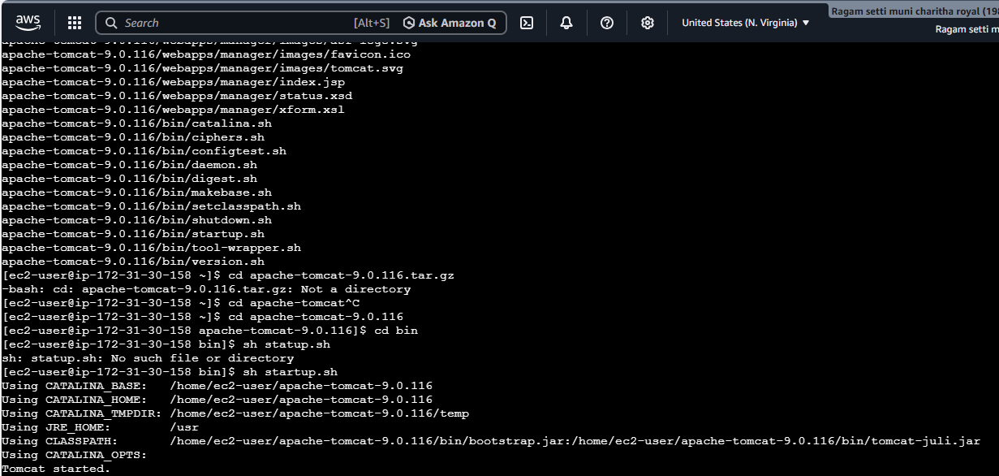 aws
Search [Alt+S] Ask Amazon Q United States (N. Virginia) ▼
Ragam setti muni charitha royal (198
Ragam setti m
apache-tomcat-9.0.116/webapps/manager/images/asf-logo.svg
apache-tomcat-9.0.116/webapps/manager/images/favicon.ico
apache-tomcat-9.0.116/webapps/manager/images/tomcat.svg
apache-tomcat-9.0.116/webapps/manager/index.jsp
apache-tomcat-9.0.116/webapps/manager/status.xsd
apache-tomcat-9.0.116/webapps/manager/xform.xsl
apache-tomcat-9.0.116/bin/catalina.sh
apache-tomcat-9.0.116/bin/ciphers.sh
apache-tomcat-9.0.116/bin/configtest.sh
apache-tomcat-9.0.116/bin/daemon.sh
apache-tomcat-9.0.116/bin/digest.sh
apache-tomcat-9.0.116/bin/makebase.sh
apache-tomcat-9.0.116/bin/setclasspath.sh
apache-tomcat-9.0.116/bin/shutdown.sh
apache-tomcat-9.0.116/bin/startup.sh
apache-tomcat-9.0.116/bin/tool-wrapper.sh
apache-tomcat-9.0.116/bin/version.sh
[ec2-user@ip-172-31-30-158 ~]$ cd apache-tomcat-9.0.116.tar.gz
-bash: cd: apache-tomcat-9.0.116.tar.gz: Not a directory
[ec2-user@ip-172-31-30-158 ~]$ cd apache-tomcat^C
[ec2-user@ip-172-31-30-158 ~]$ cd apache-tomcat-9.0.116
[ec2-user@ip-172-31-30-158 apache-tomcat-9.0.116]$ cd bin
[ec2-user@ip-172-31-30-158 bin]$ sh statup.sh
sh: statup.sh: No such file or directory
[ec2-user@ip-172-31-30-158 bin]$ sh startup.sh
Using CATALINA_BASE:   /home/ec2-user/apache-tomcat-9.0.116
Using CATALINA_HOME:   /home/ec2-user/apache-tomcat-9.0.116
Using CATALINA_TMPDIR: /home/ec2-user/apache-tomcat-9.0.116/temp
Using JRE_HOME:        /usr
Using CLASSPATH:       /home/ec2-user/apache-tomcat-9.0.116/bin/bootstrap.jar:/home/ec2-user/apache-tomcat-9.0.116/bin/tomcat-juli.jar
Using CATALINA_OPTS:
Tomcat started.